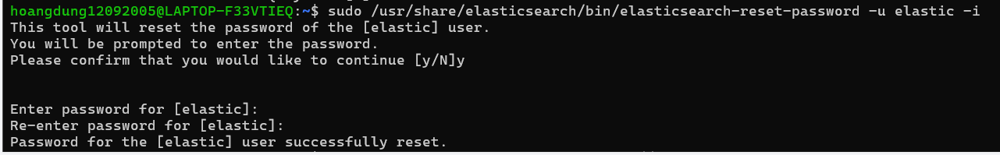 hoangdung12092005@LAPTOP-F33VTIEQ:~$ sudo /usr/share/elasticsearch/bin/elasticsearch-reset-password -u elastic -i
This tool will reset the password of the [elastic] user.
You will be prompted to enter the password.
Please confirm that you would like to continue [y/N]y
Enter password for [elastic]:
Re-enter password for [elastic]:
Password for the [elastic] user successfully reset.